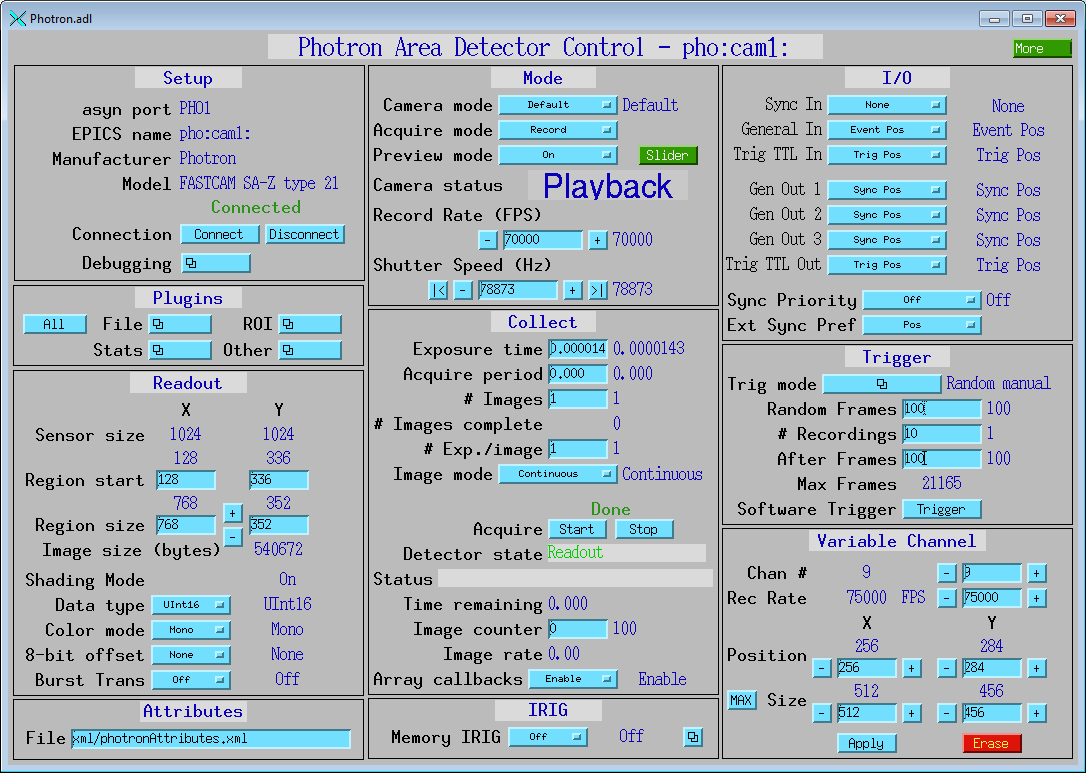 Photron.adl
Photron Area Detector Control - pho:cam1:
More
Setup
asyn port PHO1
EPICS name pho:cam1:
Manufacturer Photron
Model FASTCAM SA-Z type 21
Connected
Connection Connect Disconnect
Debugging
Plugins
All File ROI
Stats Other
Readout
X Y
Sensor size 1024 1024
128 336
Region start 128 336
768 352
Region size 768 + 352
-
Image size (bytes) 540672
Shading Mode On
Data type UInt16 UInt16
Color mode Mono Mono
8-bit offset None None
Burst Trans Off Off
Attributes
File xml/photronAttributes.xml
Mode
Camera mode Default Default
Acquire mode Record
Preview mode On Slider
Camera status Playback
Record Rate (FPS)
- 70000 + 70000
Shutter Speed (Hz)
|< - 78873 + >| 78873
Collect
Exposure time 0.000014 0.0000143
Acquire period 0.000 0.000
# Images 1 1
# Images complete 0
# Exp./image 1 1
Image mode Continuous Continuous
Done
Acquire Start Stop
Detector state Readout
Status
Time remaining 0.000
Image counter 0 100
Image rate 0.00
Array callbacks Enable Enable
IRIG
Memory IRIG Off Off
I/O
Sync In None None
General In Event Pos Event Pos
Trig TTL In Trig Pos Trig Pos
Gen Out 1 Sync Pos Sync Pos
Gen Out 2 Sync Pos Sync Pos
Gen Out 3 Sync Pos Sync Pos
Trig TTL Out Trig Pos Trig Pos
Sync Priority Off Off
Ext Sync Pref Pos
Trigger
Trig mode Random manual
Random Frames 100 100
# Recordings 10 1
After Frames 100 100
Max Frames 21165
Software Trigger Trigger
Variable Channel
Chan # 9 - 9 +
Rec Rate 75000 FPS - 75000 +
X Y
256 284
Position - 256 + - 284 +
512 456
MAX Size - 512 + - 456 +
Apply Erase